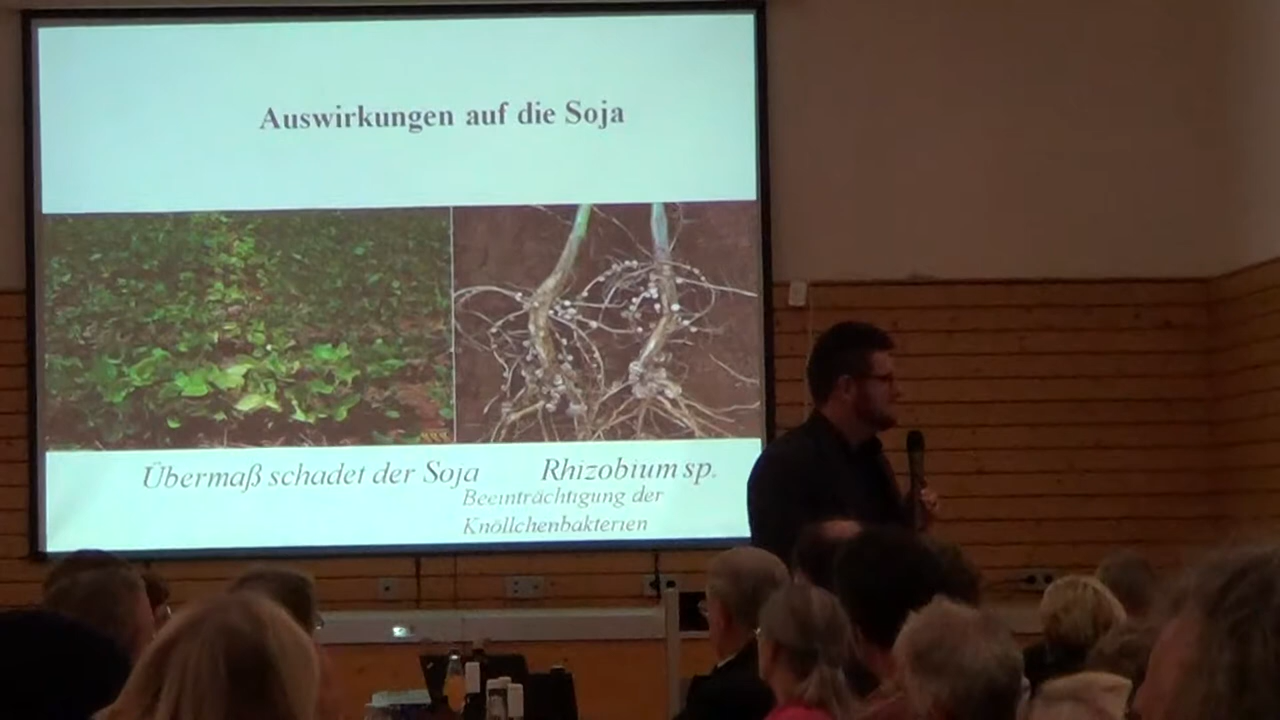 Auswirkungen auf die Soja
Übermaß schadet der Soja
Rhizobium sp.
Beeinträchtigung der
Knöllchenbakterien